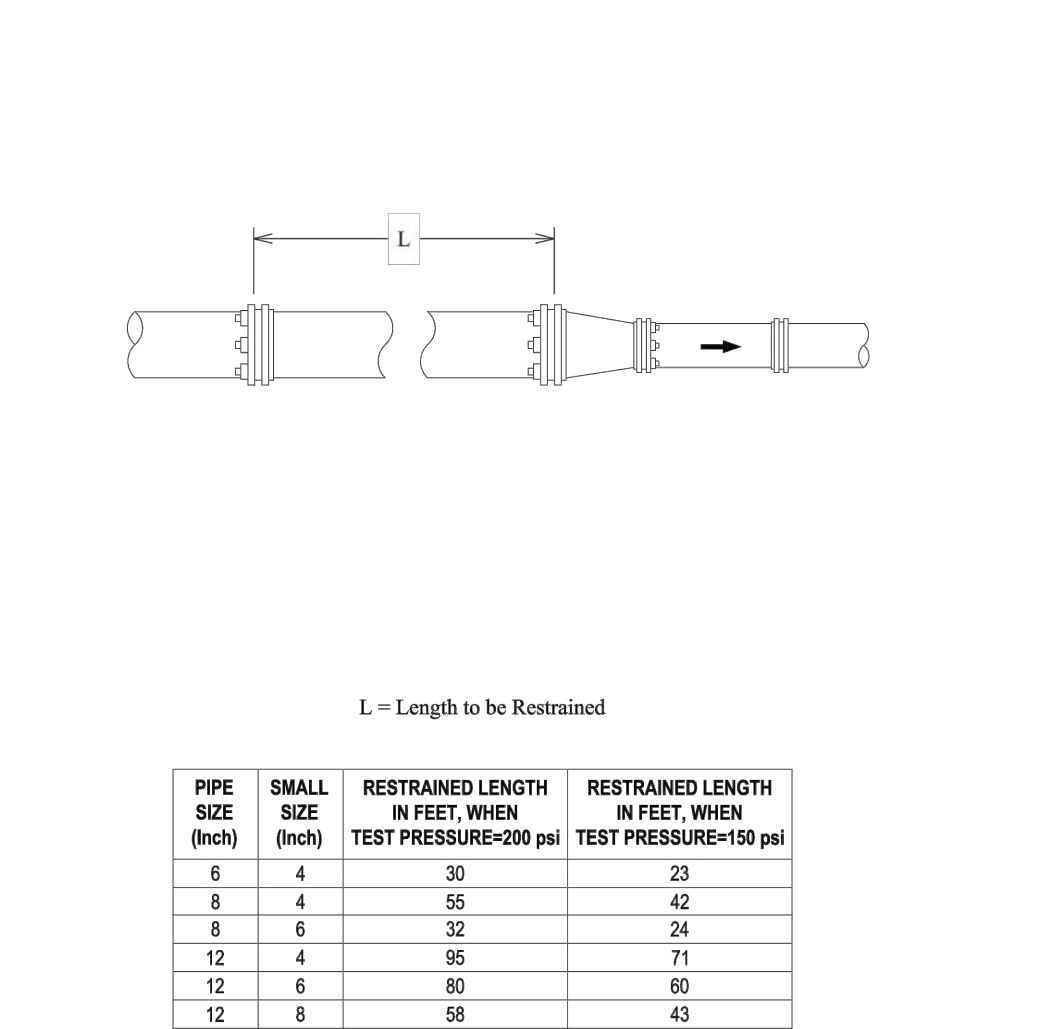 L
L = Length to be Restrained
PIPE SIZE (Inch) SMALL SIZE (Inch) RESTRAINED LENGTH IN FEET, WHEN TEST PRESSURE=200 psi RESTRAINED LENGTH IN FEET, WHEN TEST PRESSURE=150 psi
6 4 30 23
8 4 55 42
8 6 32 24
12 4 95 71
12 6 80 60
12 8 58 43